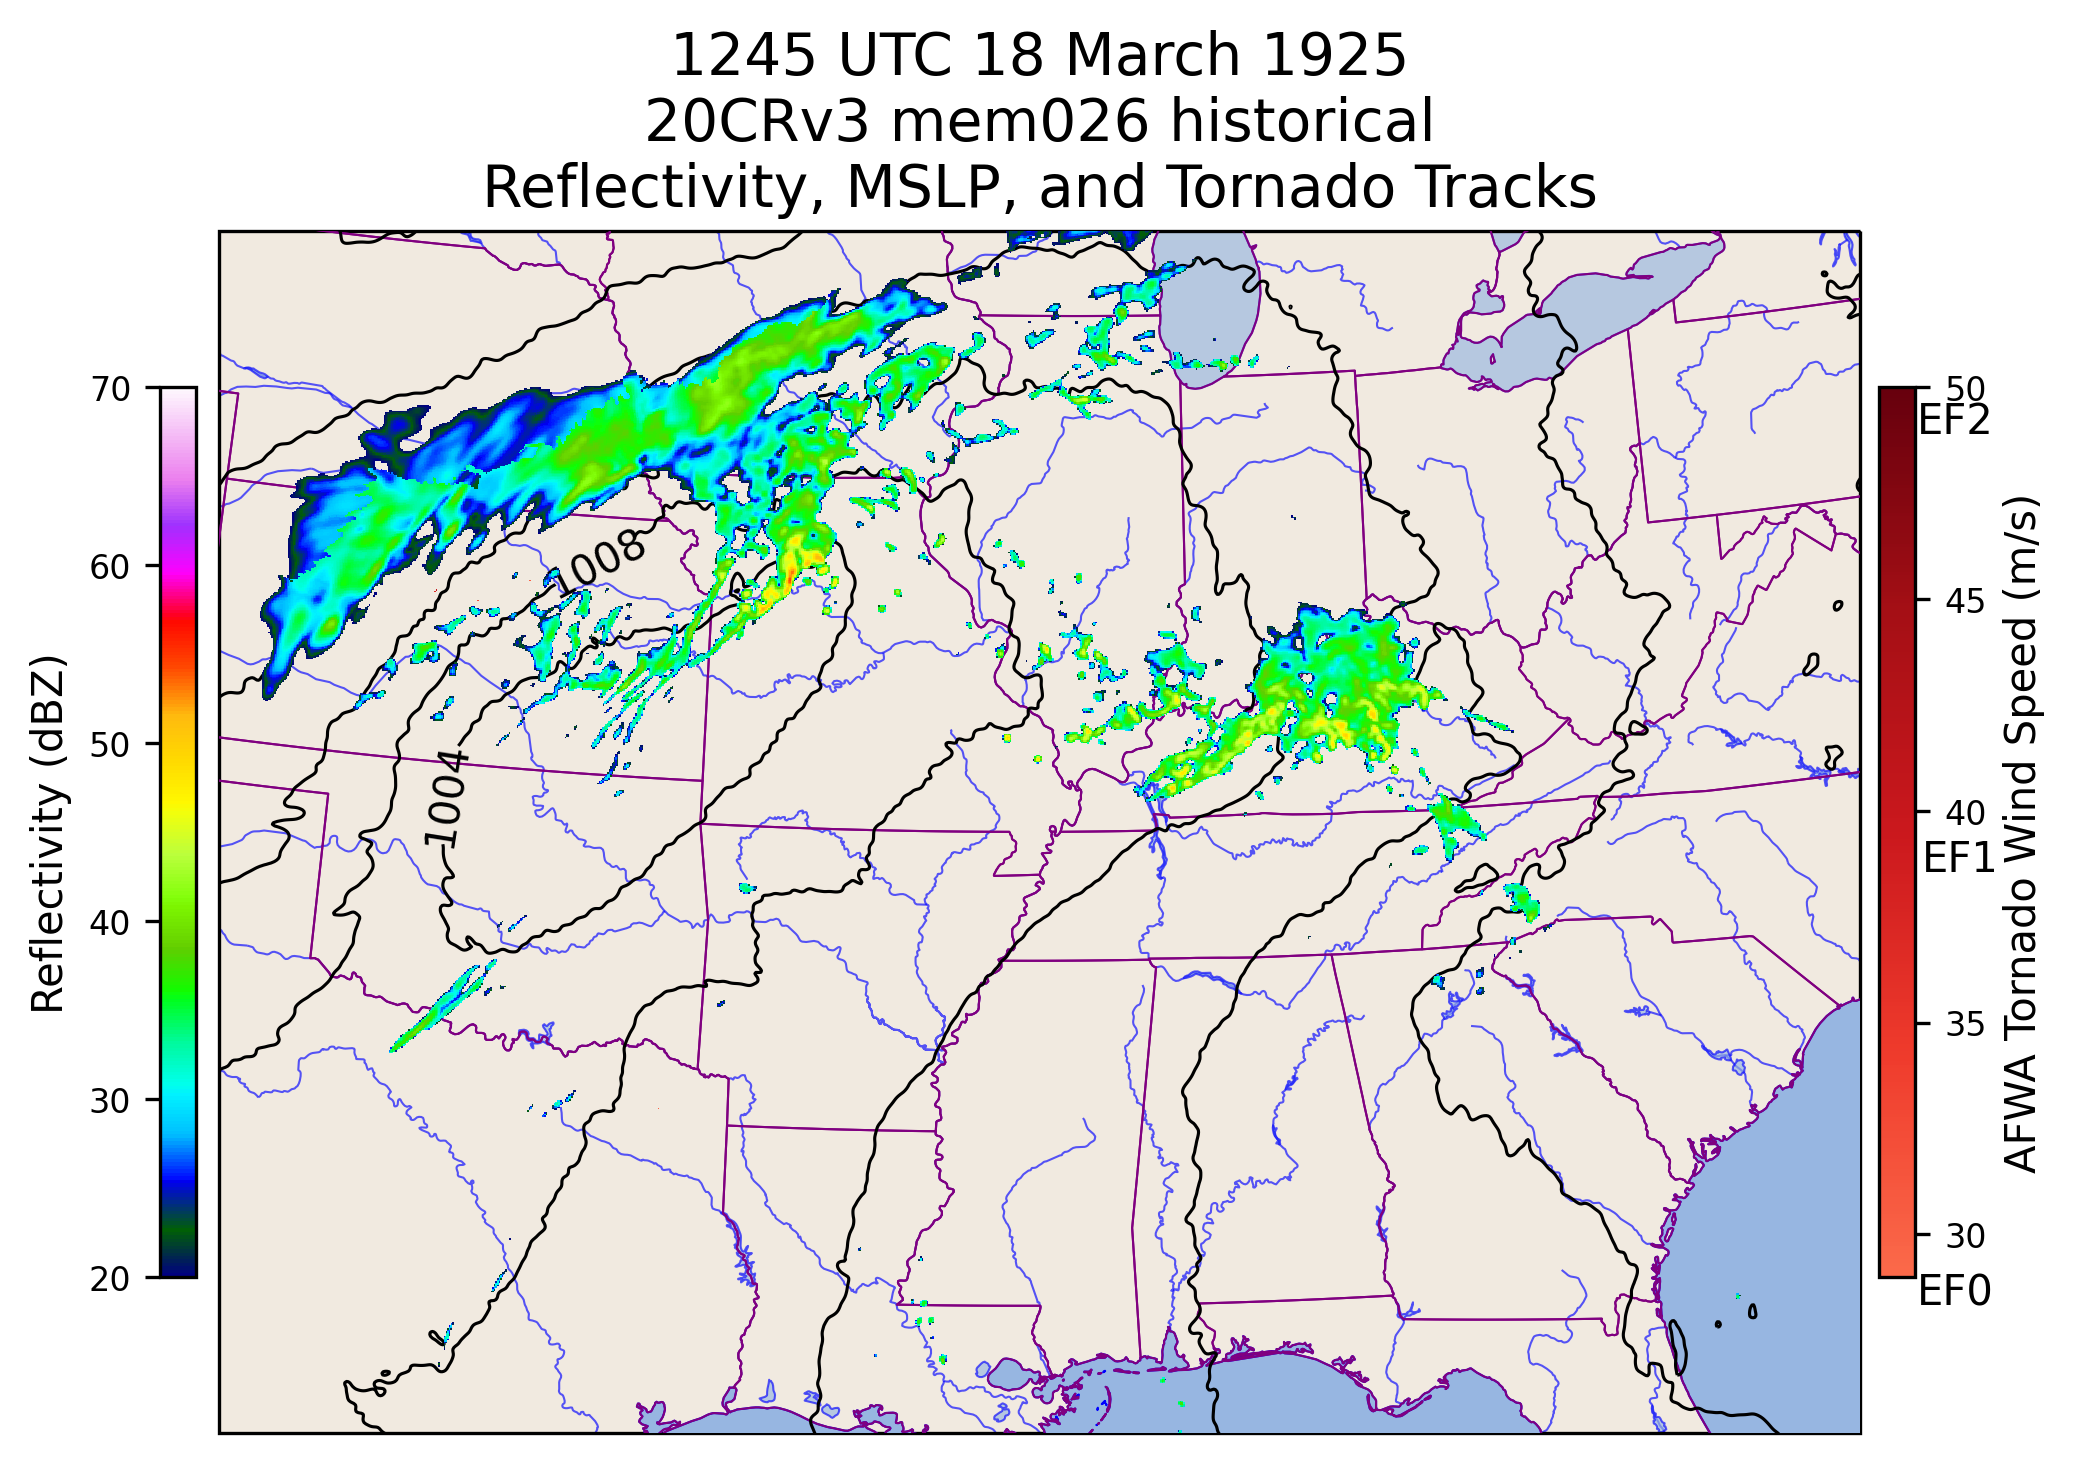 1245 UTC 18 March 1925
20CRv3 mem026 historical
Reflectivity, MSLP, and Tornado Tracks
Reflectivity (dBZ)
70
60
50
40
30
20
1008
1004
50
EF2
45
40
EF1
35
30
EF0
AFWA Tornado Wind Speed (m/s)